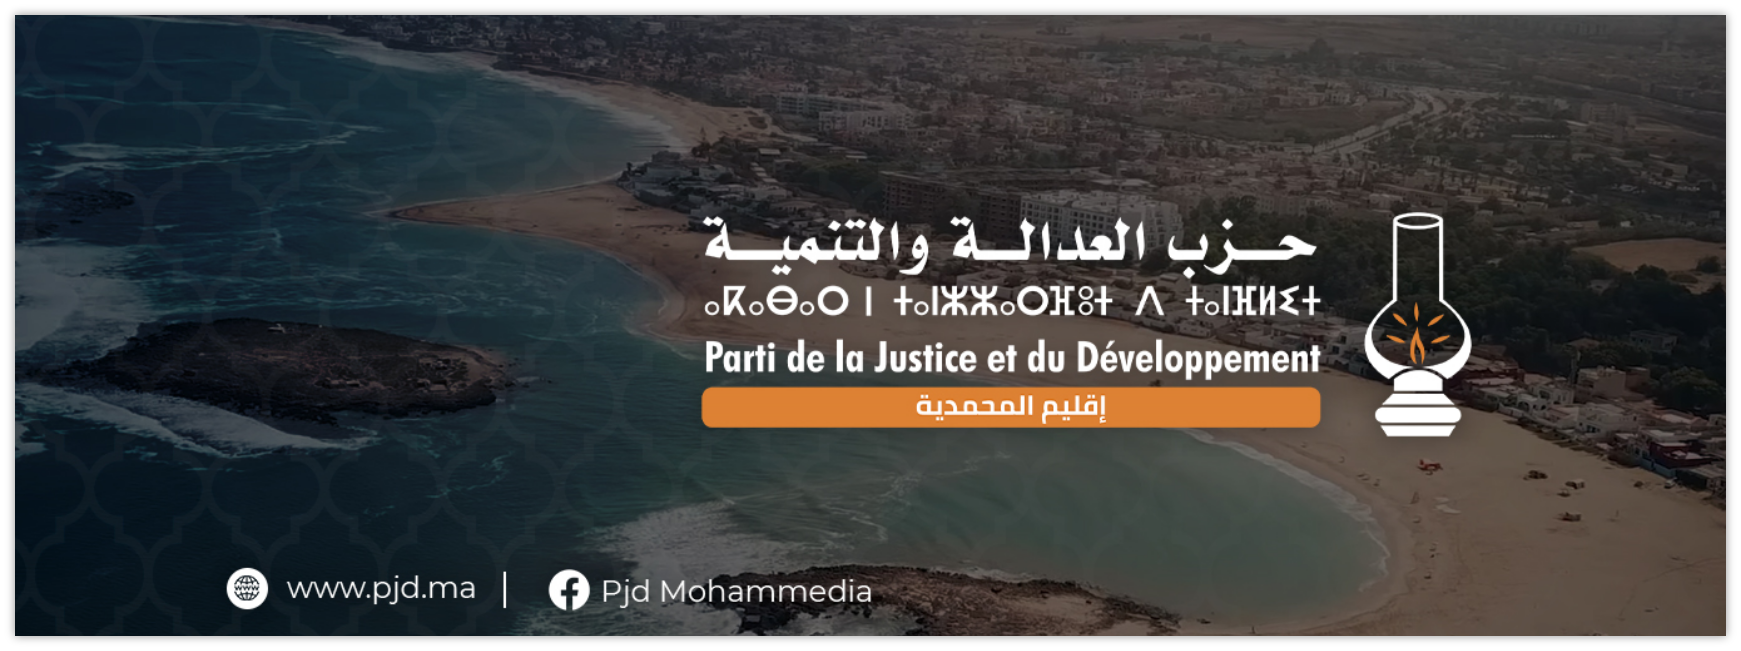 حزب العدالة والتنمية
ⴰⴽⴰⴱⴰⵔ ⵏ ⵜⴰⵏⵣⵣⴰⵔⴼⵓⵜ ⴷ ⵜⴰⵏⴼⵍⵉⵜ
Parti de la Justice et du Développement
إقليم المحمدية
www.pjd.ma | Pjd Mohammedia